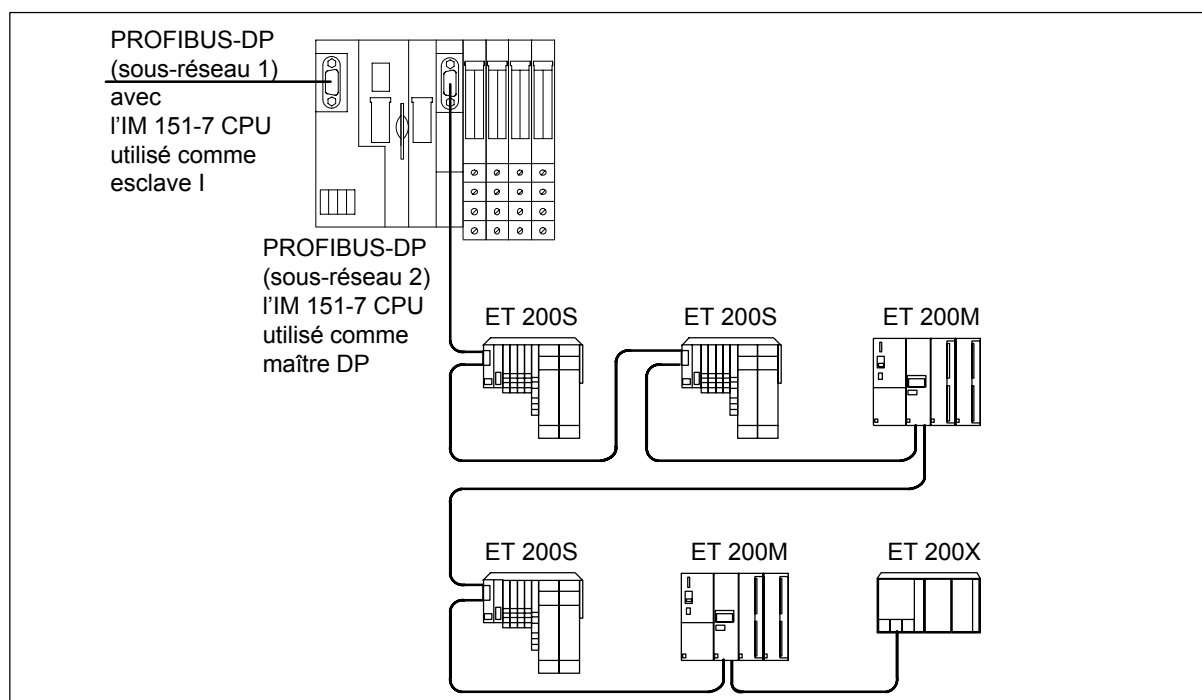 PROFIBUS-DP
(sous-réseau 1)
avec
l’IM 151-7 CPU
utilisé comme
esclave I
PROFIBUS-DP
(sous-réseau 2)
l’IM 151-7 CPU
utilisé comme
maître DP
ET 200S
ET 200S
ET 200M
ET 200S
ET 200M
ET 200X